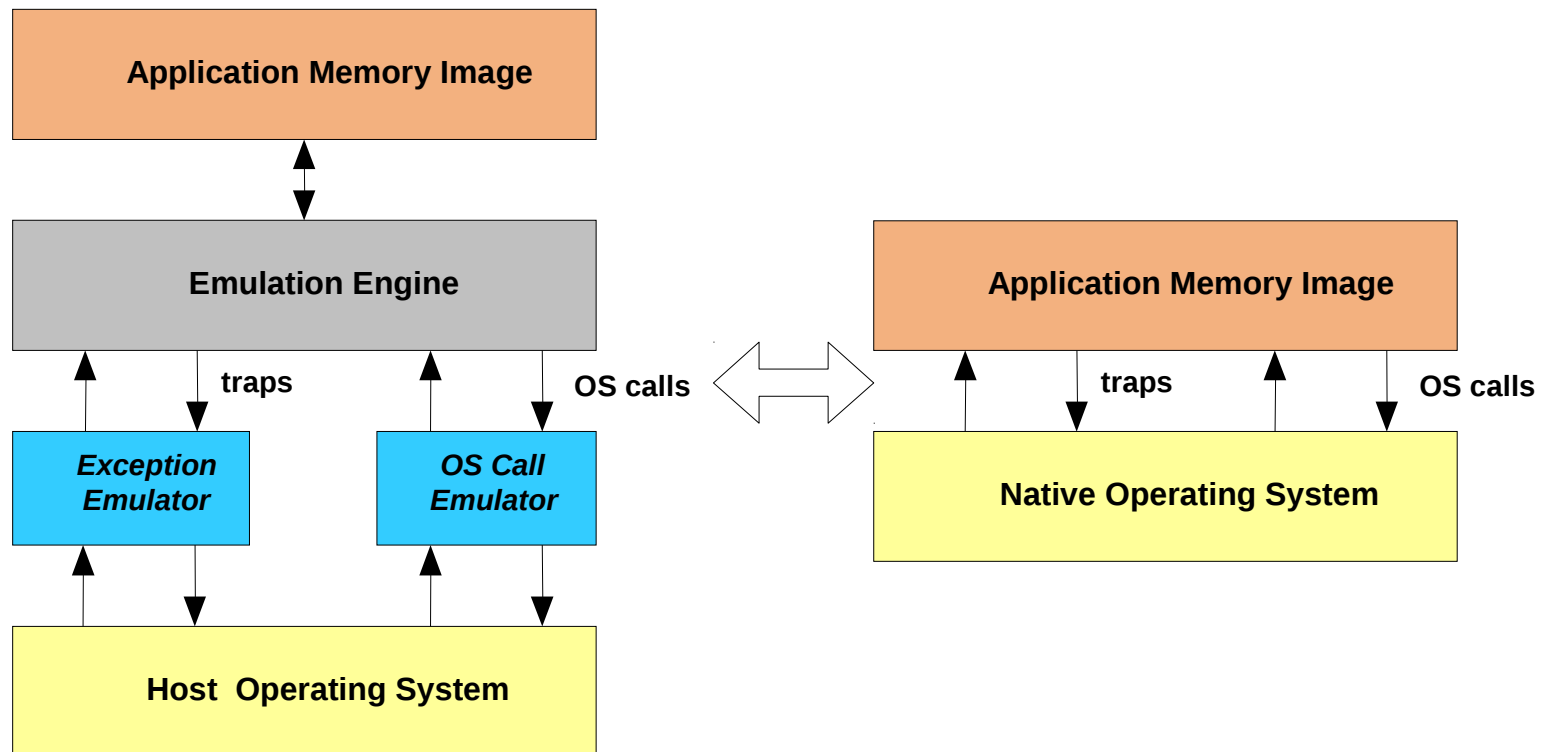 Application Memory Image
Emulation Engine
traps
OS calls
Exception
Emulator
OS Call
Emulator
Host Operating System
Application Memory Image
traps
OS calls
Native Operating System